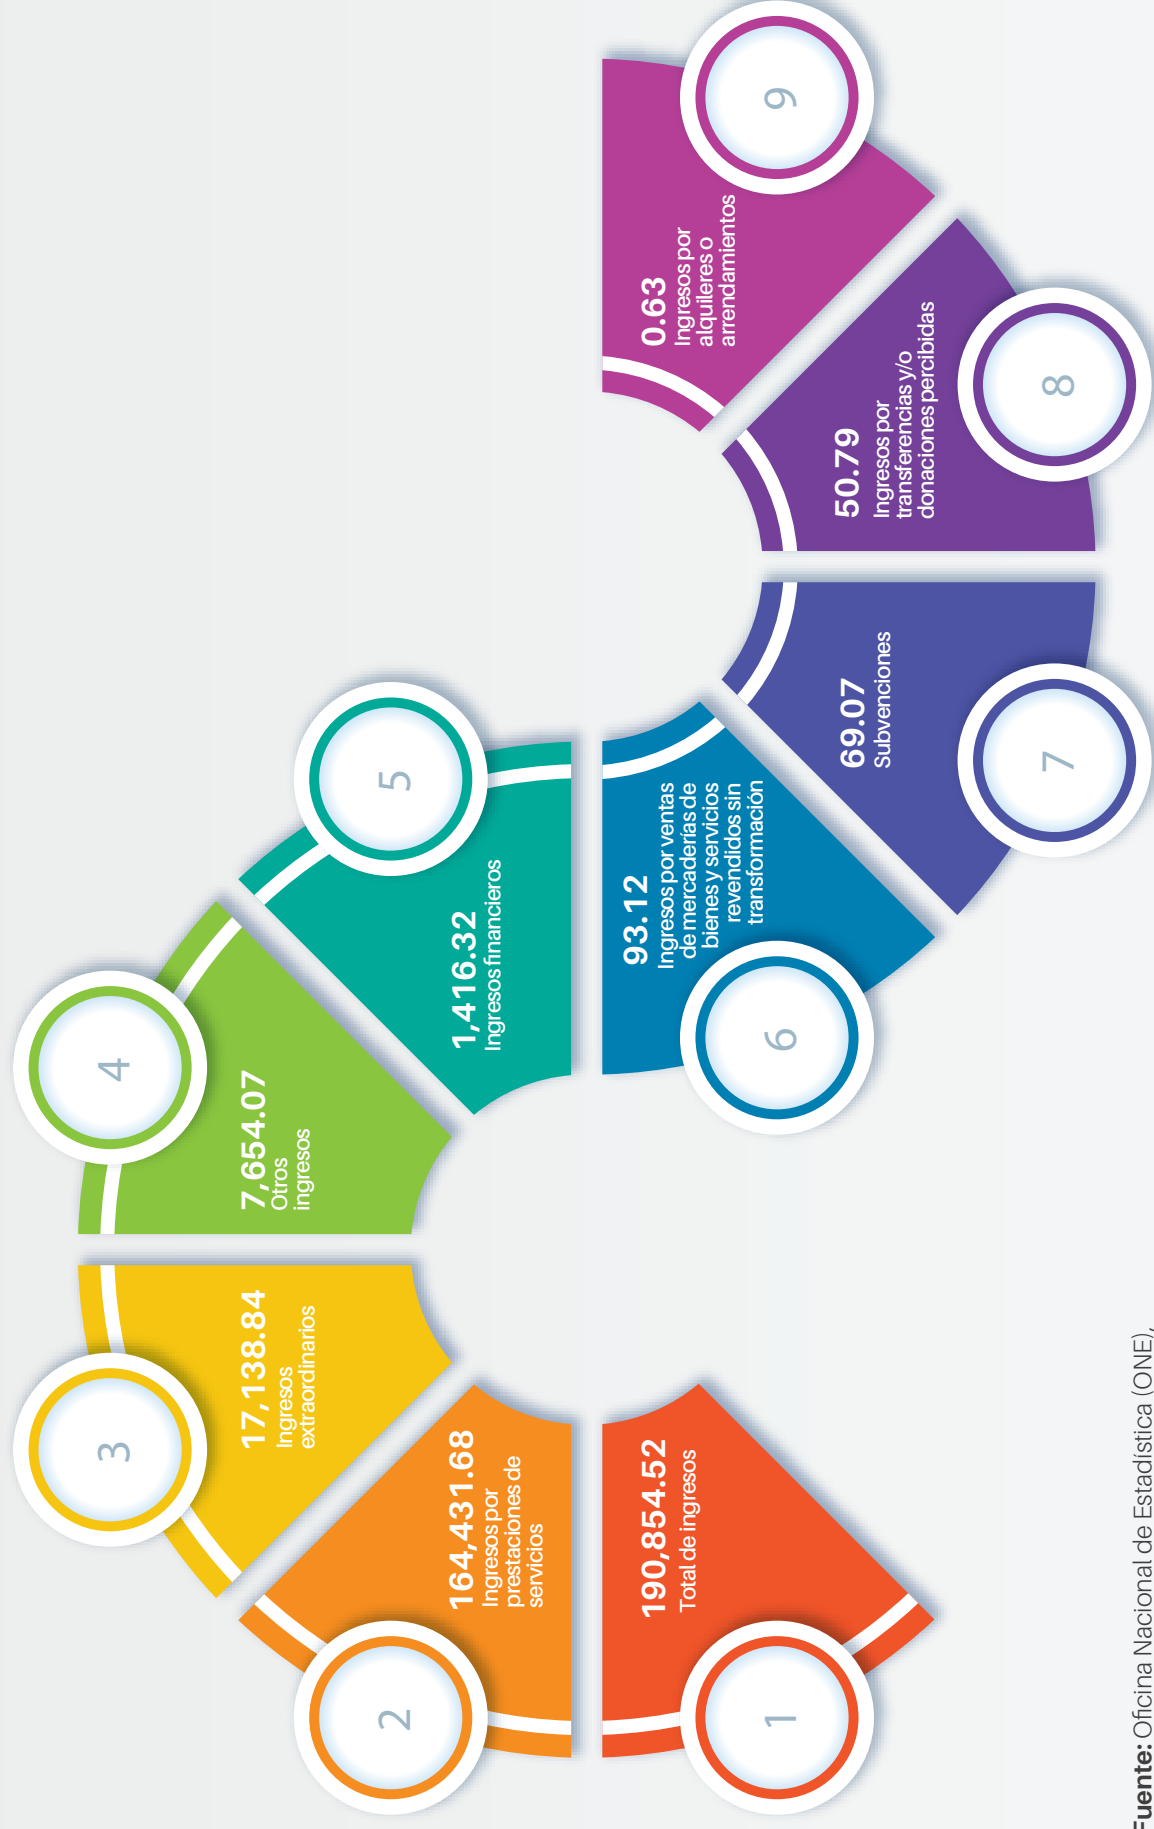 1
190,854.52
Total de ingresos
2
164,431.68
Ingresos por
prestaciones de
servicios
3
17,138.84
Ingresos
extraordinarios
4
7,654.07
Otros
ingresos
5
1,416.32
Ingresos financieros
6
93.12
Ingresos por ventas
de mercaderías de
bienes y servicios
revendidos sin
transformación
7
69.07
Subvenciones
8
50.79
Ingresos por
transferencias y/o
donaciones percibidas
9
0.63
Ingresos por
alquileres o
arrendamientos
Fuente: Oficina Nacional de Estadística (ONE),